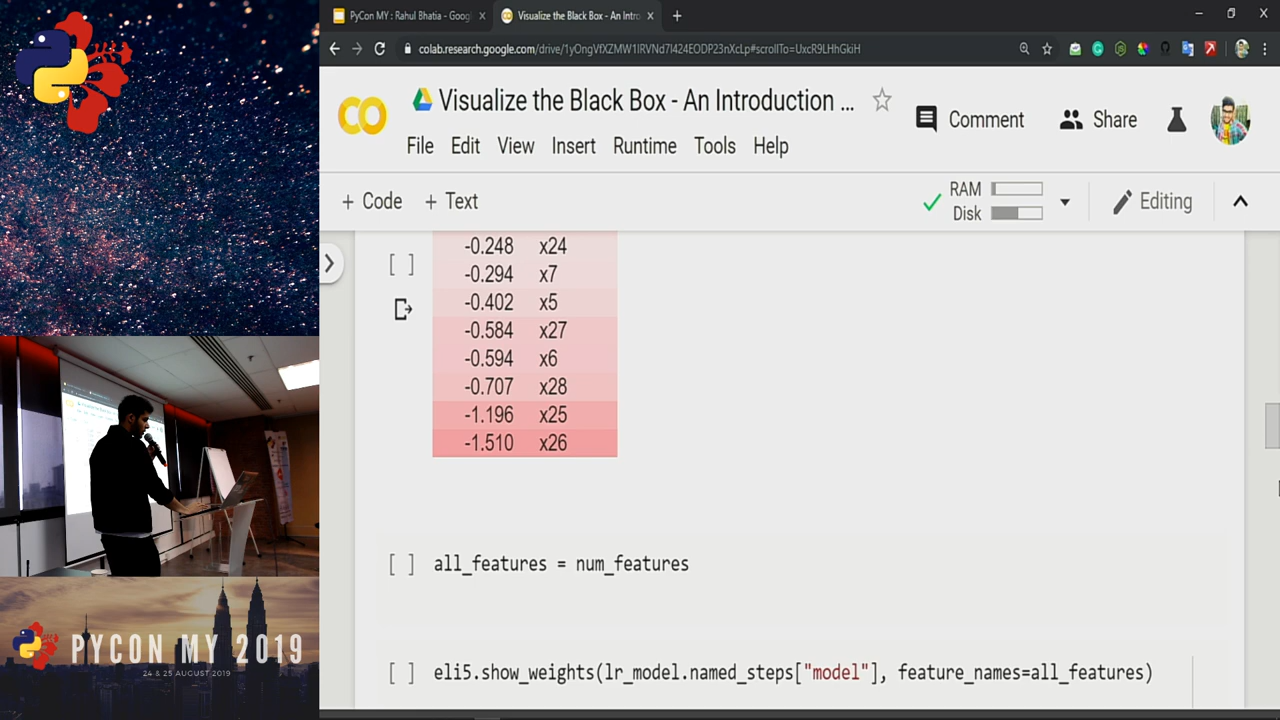 PyCon MY : Rahul Bhatia - Googl
Visualize the Black Box - An Intro
colab.research.google.com/drive/1yOngVfXZMW1lRVNd7l424EODP23nXcLp#scrollTo=UxcR9LHhGkiH
CO
Visualize the Black Box - An Introduction ...
Comment
Share
File Edit View Insert Runtime Tools Help
+ Code + Text
RAM
Disk
Editing
[ ]
-0.248 x24
-0.294 x7
-0.402 x5
-0.584 x27
-0.594 x6
-0.707 x28
-1.196 x25
-1.510 x26
[ ] all_features = num_features
[ ] eli5.show_weights(lr_model.named_steps["model"], feature_names=all_features)
PYCON MY 2019
24 & 25 AUGUST 2019